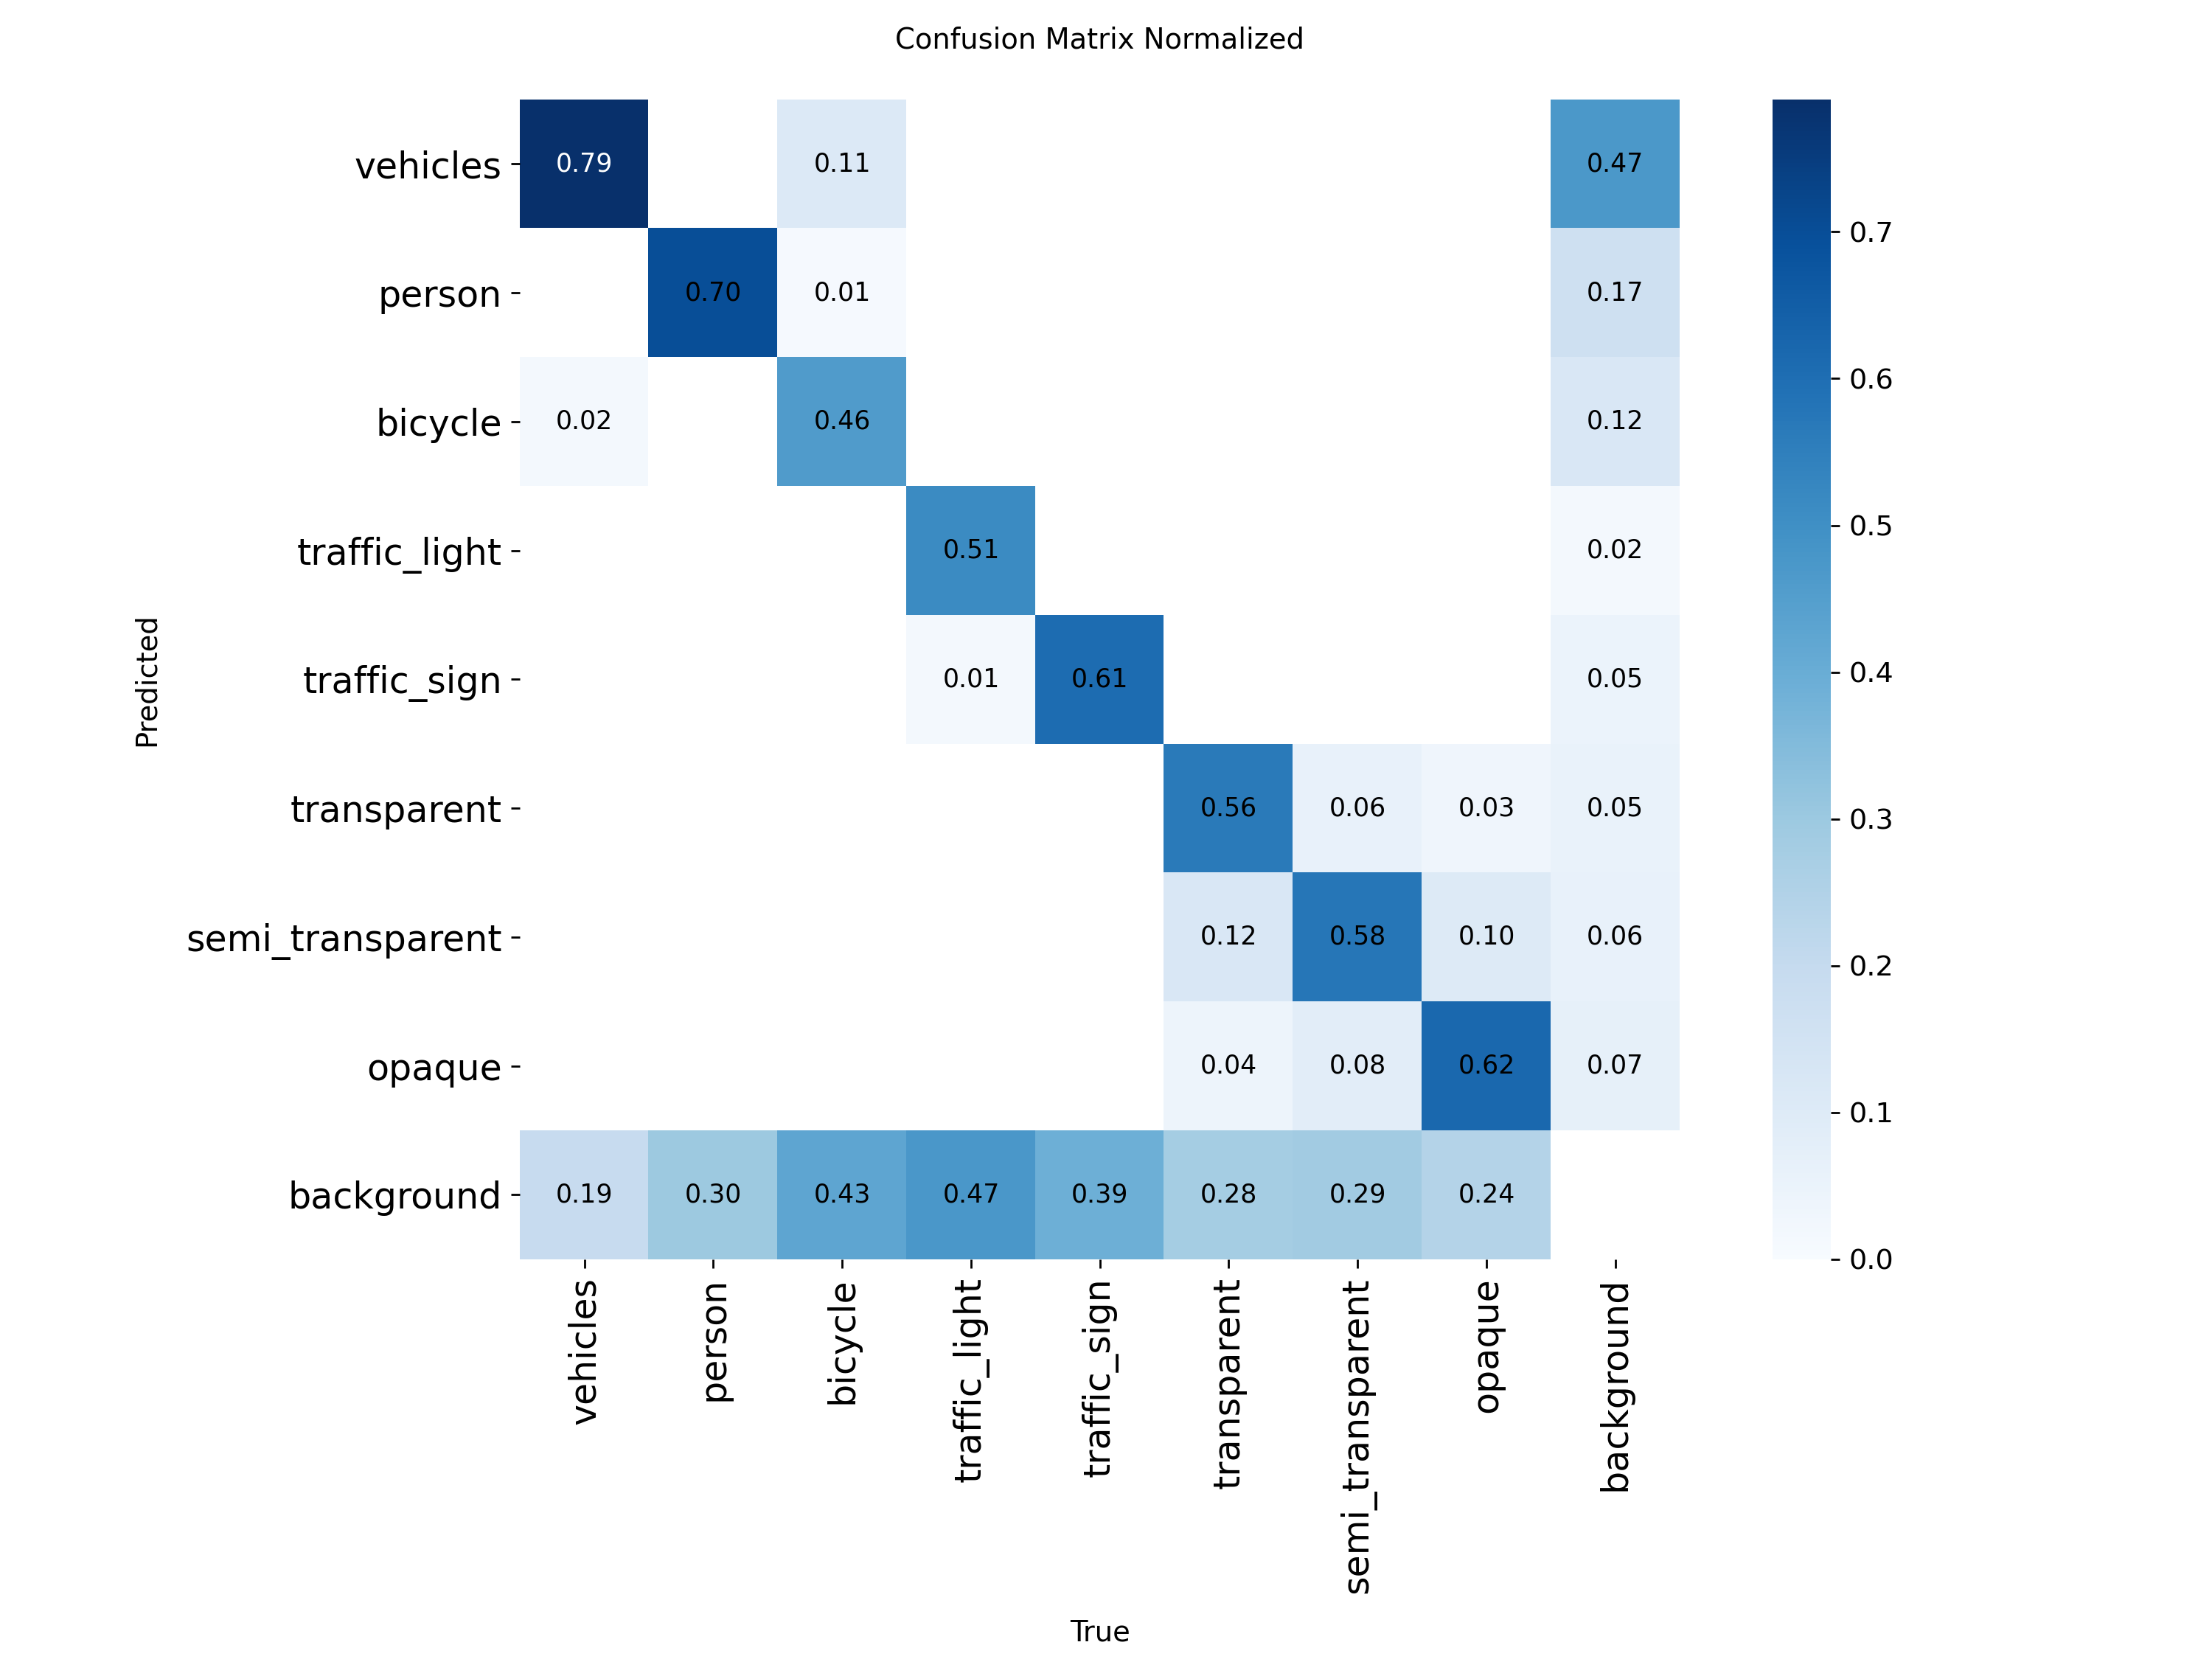 Confusion Matrix Normalized
vehicles 0.79 0.11 0.47
person 0.70 0.01 0.17
bicycle 0.02 0.46 0.12
traffic_light 0.51 0.02
traffic_sign 0.01 0.61 0.05
transparent 0.56 0.06 0.03 0.05
semi_transparent 0.12 0.58 0.10 0.06
opaque 0.04 0.08 0.62 0.07
background 0.19 0.30 0.43 0.47 0.39 0.28 0.29 0.24
Predicted
vehicles
person
bicycle
traffic_light
traffic_sign
transparent
semi_transparent
opaque
background
True
0.7
0.6
0.5
0.4
0.3
0.2
0.1
0.0